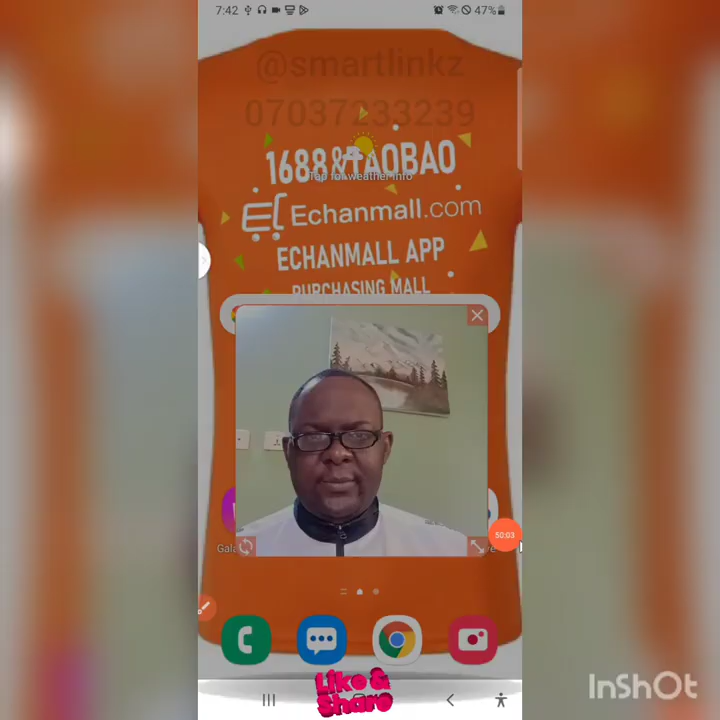 7:42
47%
@smartlinkz
07037233239
1688&TAOBAO
Tap for weather info
Echanmall.com
ECHANMALL APP
PURCHASING MALL
50:03
Like &
Share
InShOt